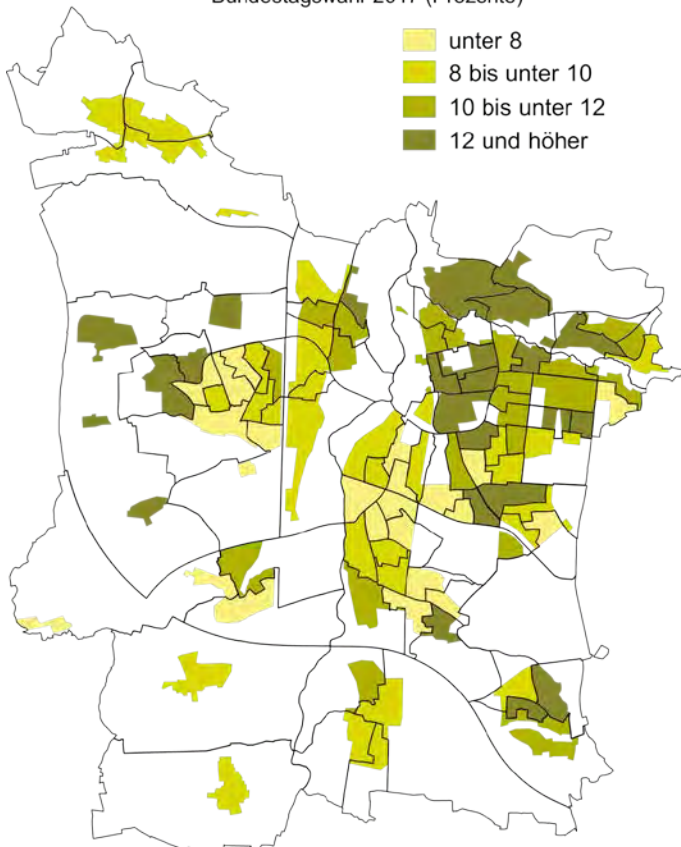 Bundestagswahl 2017 (Prozente)
unter 8
8 bis unter 10
10 bis unter 12
12 und höher